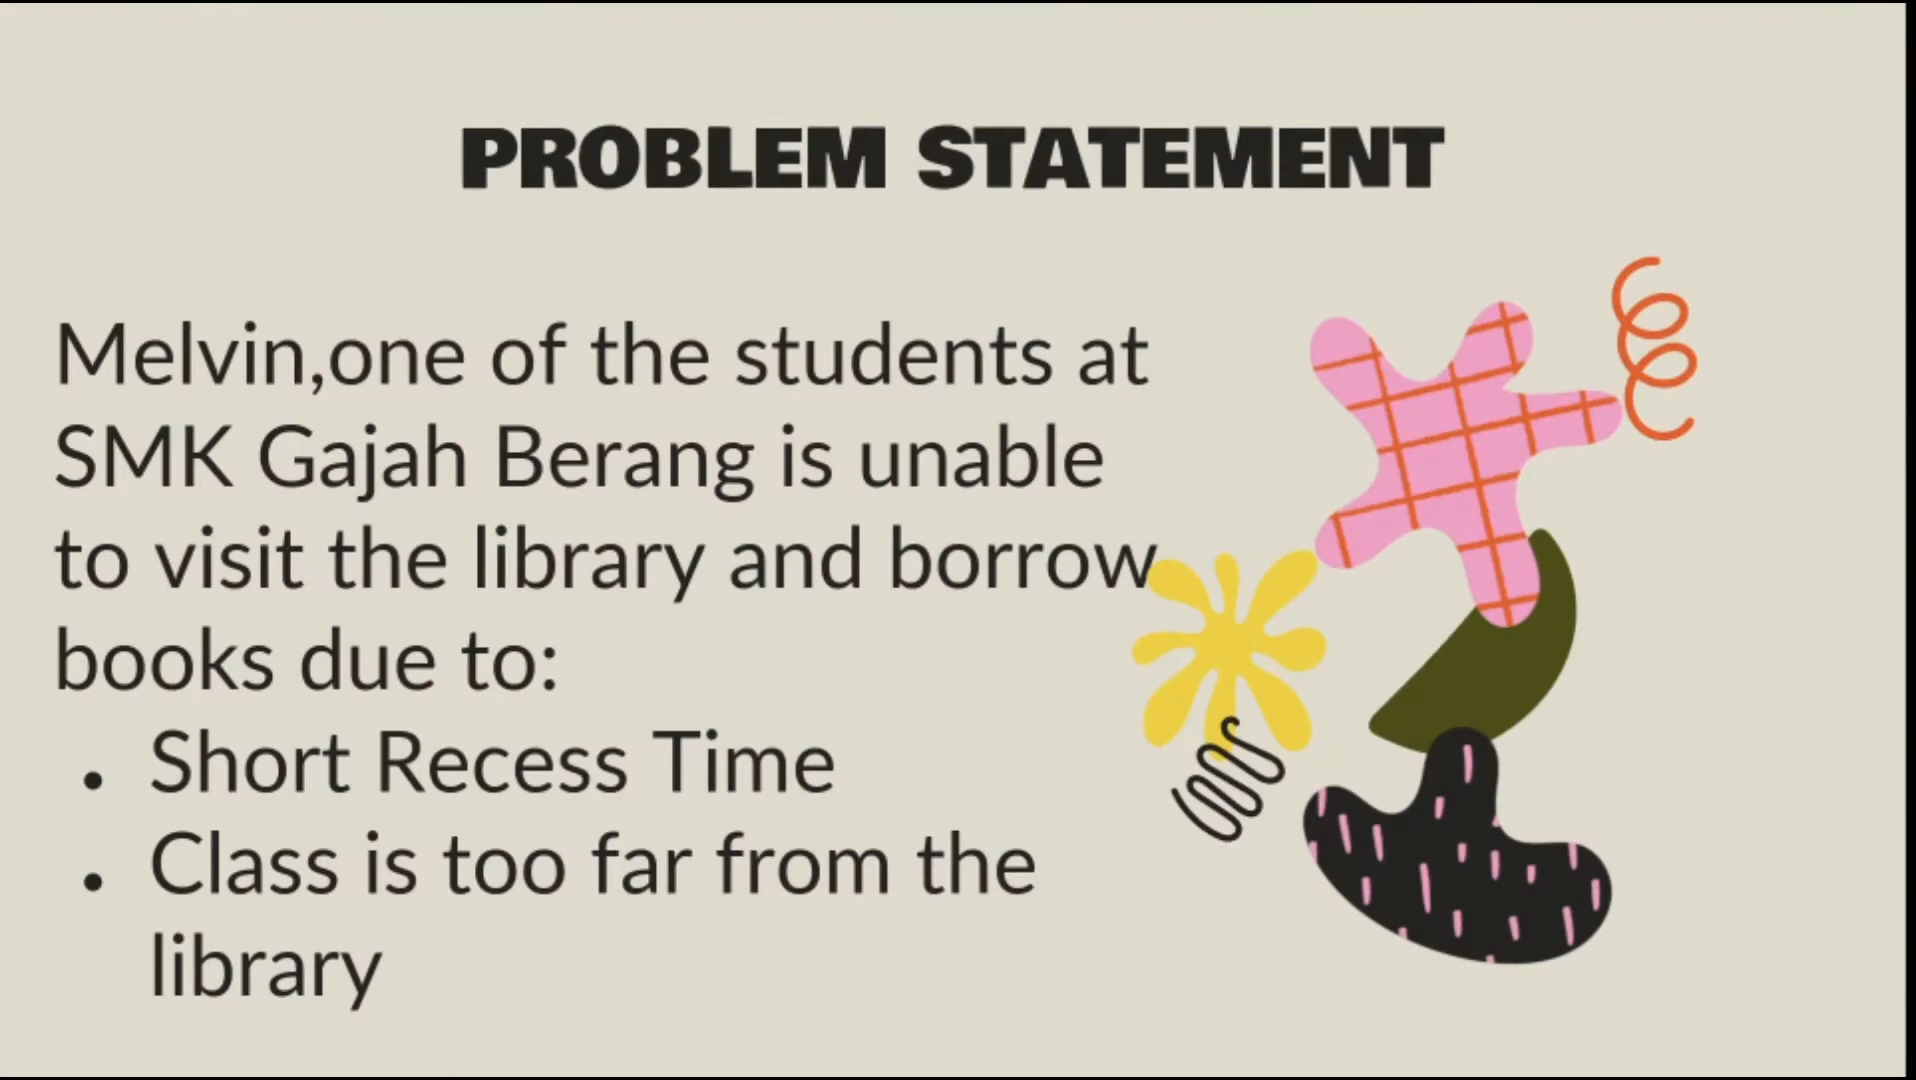 PROBLEM STATEMENT
Melvin,one of the students at
SMK Gajah Berang is unable
to visit the library and borrow
books due to:
• Short Recess Time
• Class is too far from the
library